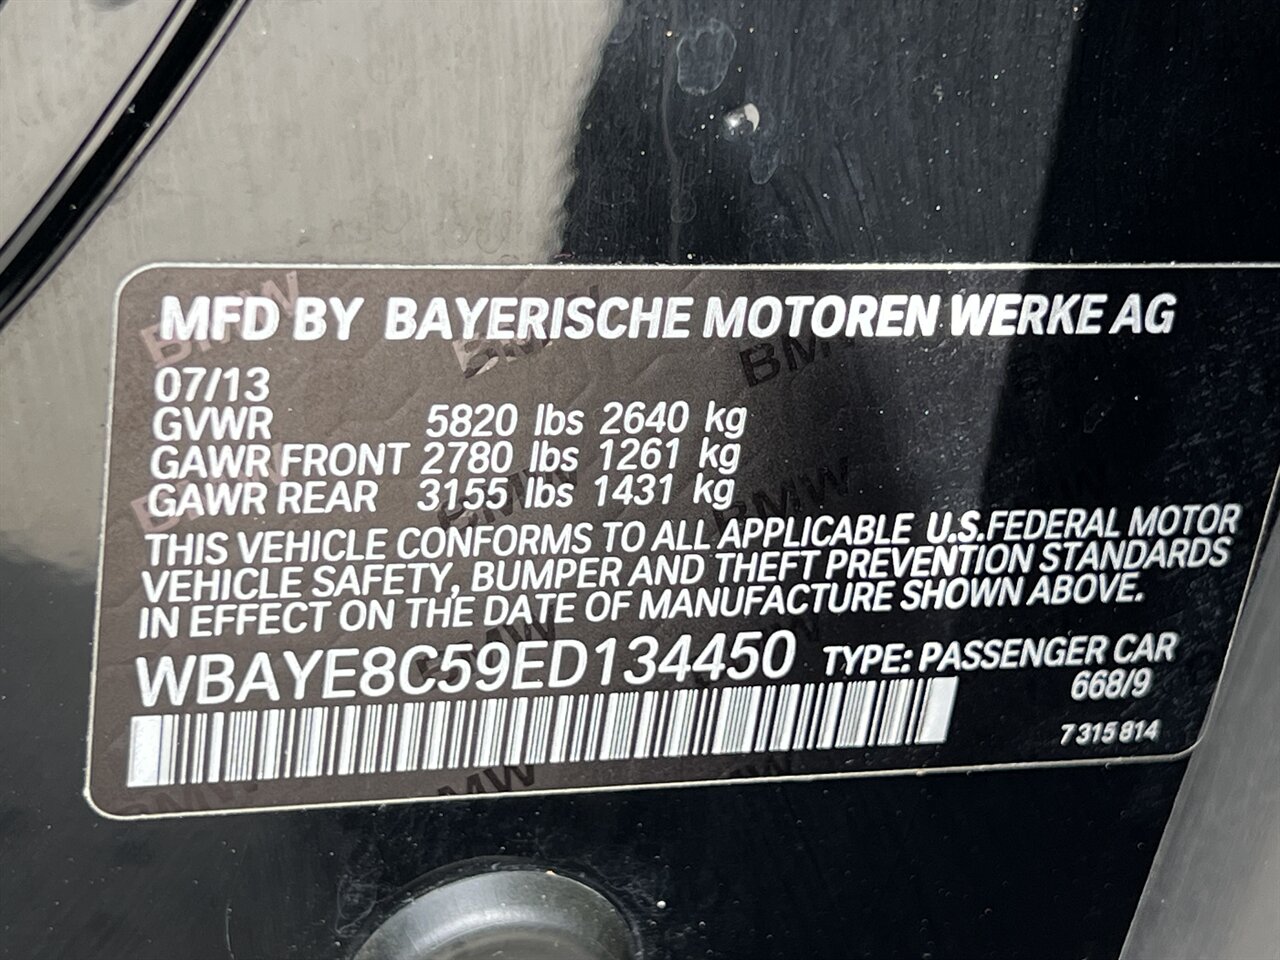 MFD BY BAYERISCHE MOTOREN WERKE AG
07/13
GVWR 5820 lbs 2640 kg
GAWR FRONT 2780 lbs 1261 kg
GAWR REAR 3155 lbs 1431 kg
THIS VEHICLE CONFORMS TO ALL APPLICABLE U.S.FEDERAL MOTOR
VEHICLE SAFETY, BUMPER AND THEFT PREVENTION STANDARDS
IN EFFECT ON THE DATE OF MANUFACTURE SHOWN ABOVE.
WBAYE8C59ED134450 TYPE: PASSENGER CAR
668/9
7 315 814